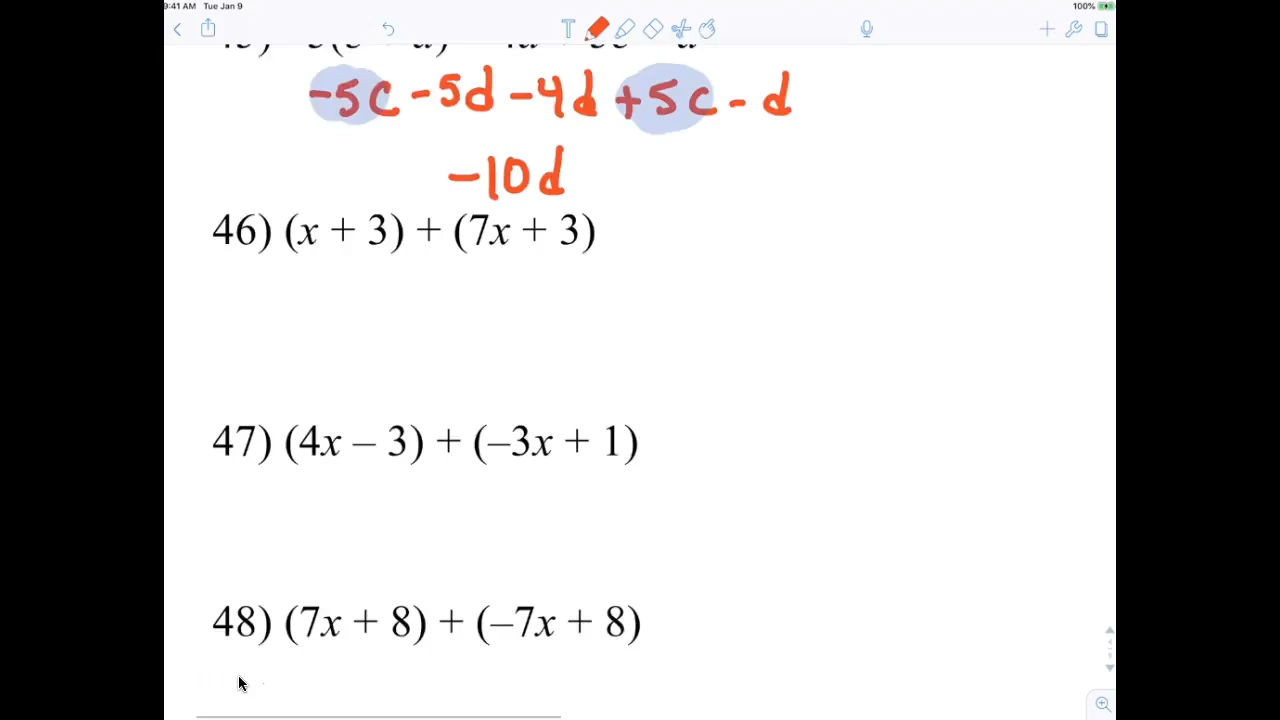 9:41 AM Tue Jan 9
100%
T
-5c -5d -4d +5c - d
-10d
46) (x + 3) + (7x + 3)
47) (4x – 3) + (–3x + 1)
48) (7x + 8) + (–7x + 8)